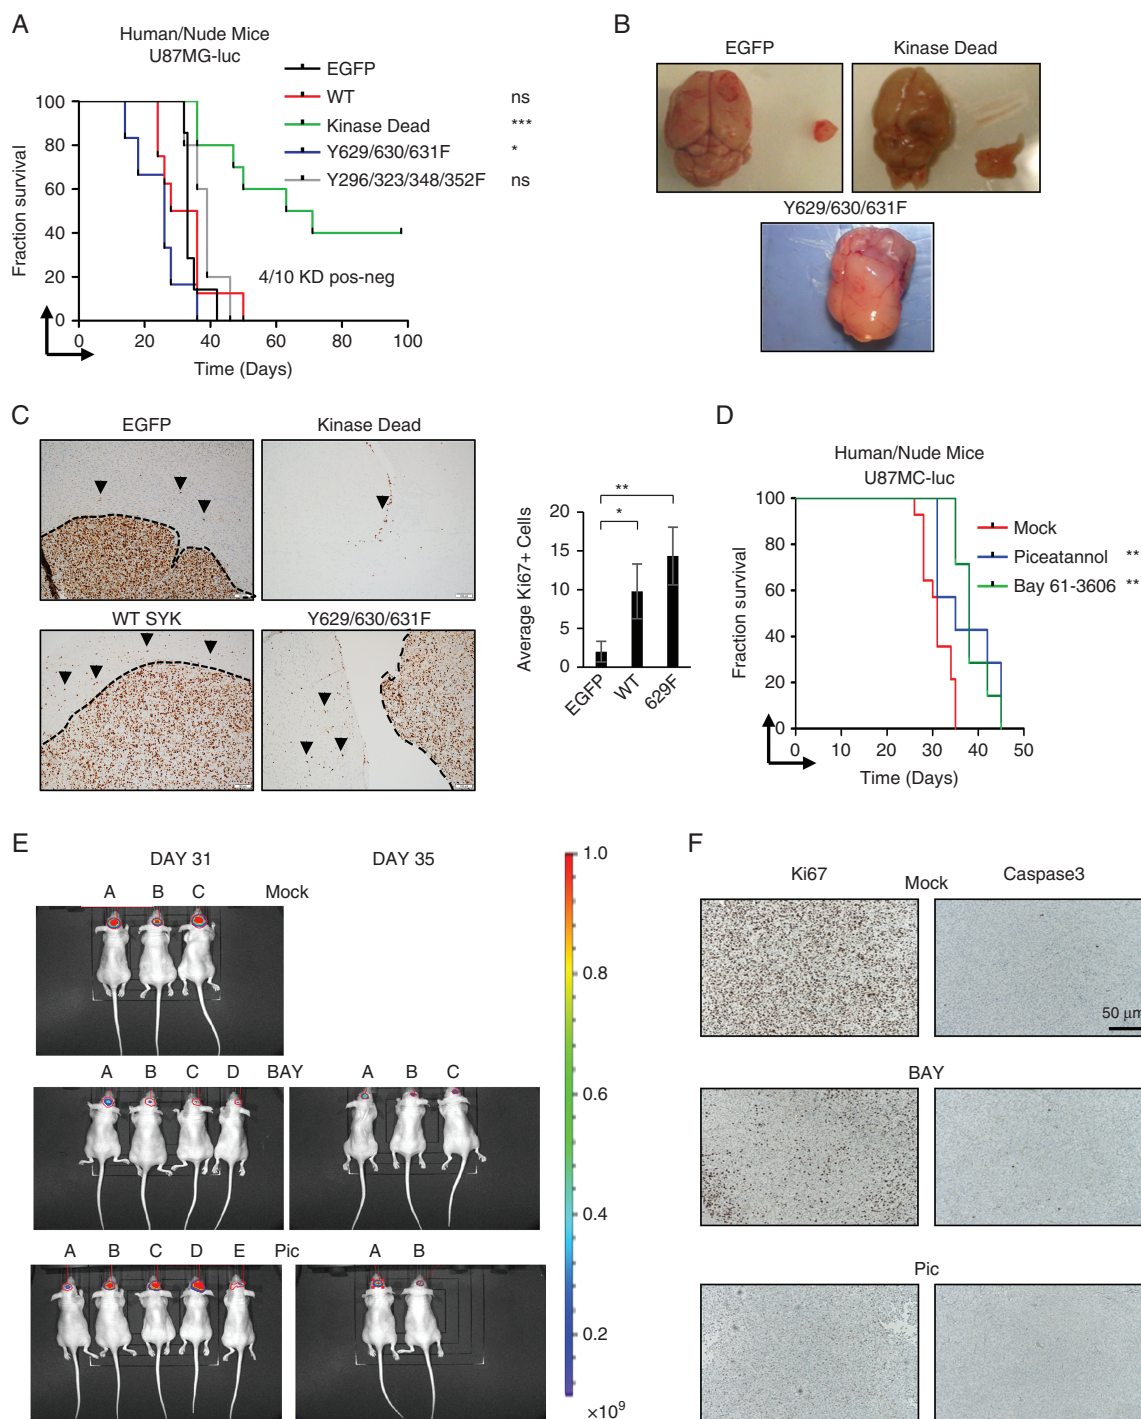 A
Human/Nude Mice
U87MG-luc
EGFP
WT ns
Kinase Dead ***
Y629/630/631F *
Y296/323/348/352F ns
Fraction survival
100
80
60
40
20
0
4/10 KD pos-neg
0 20 40 60 80 100
Time (Days)
B
EGFP Kinase Dead
Y629/630/631F
C
EGFP Kinase Dead
WT SYK Y629/630/631F
**
*
Average Ki67+ Cells
20
15
10
5
0
EGFP WT 629F
D
Human/Nude Mice
U87MC-luc
Mock
Piceatannol **
Bay 61-3606 **
Fraction survival
100
80
60
40
20
0
0 10 20 30 40 50
Time (Days)
E
DAY 31 DAY 35
A B C Mock
A B C D BAY A B C
A B C D E Pic A B
1.0
0.8
0.6
0.4
0.2
×10⁹
F
Ki67 Mock Caspase3
50 μm
BAY
Pic